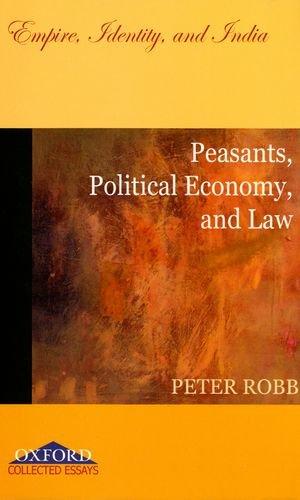 Empire, Identity, and India
Peasants,
Political Economy,
and Law
PETER ROBB
OXFORD
COLLECTED ESSAYS